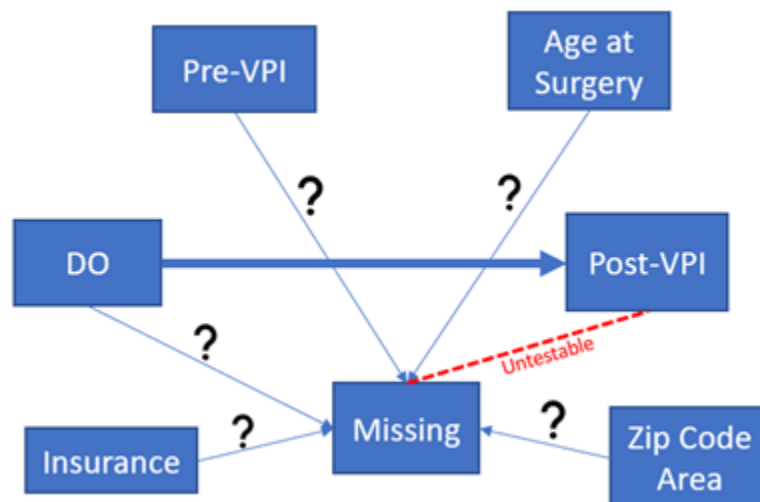 Pre-VPI
Age at
Surgery
?
?
DO
Post-VPI
?
Untestable
Missing
?
?
Insurance
Zip Code
Area